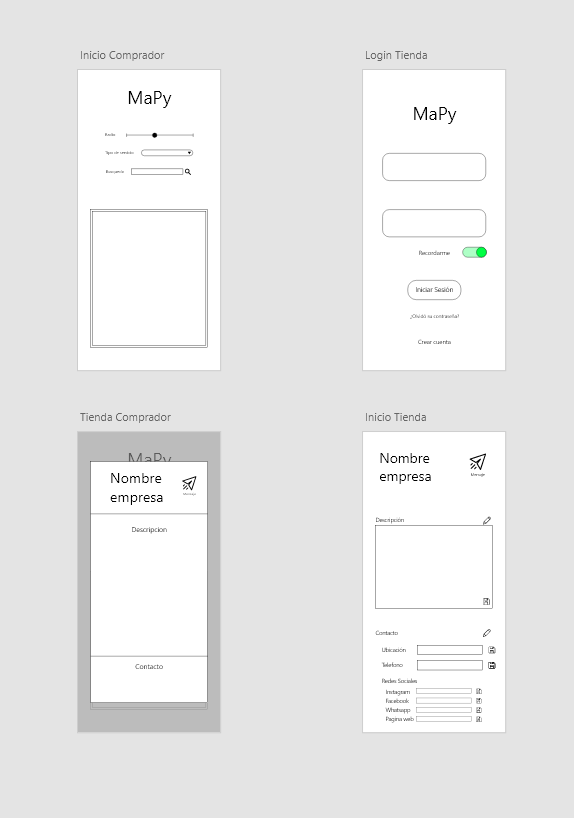 Inicio Comprador
MaPy
Radio
Tipo de servicio
Busqueda
Login Tienda
MaPy
Recordarme
Iniciar Sesión
¿Olvidó su contraseña?
Crear cuenta
Tienda Comprador
MaPy
Nombre
empresa
Mensaje
Descripcion
Contacto
Inicio Tienda
Nombre
empresa
Mensaje
Descripción
Contacto
Ubicación
Telefono
Redes Sociales
Instagram
Facebook
Whatsapp
Pagina web